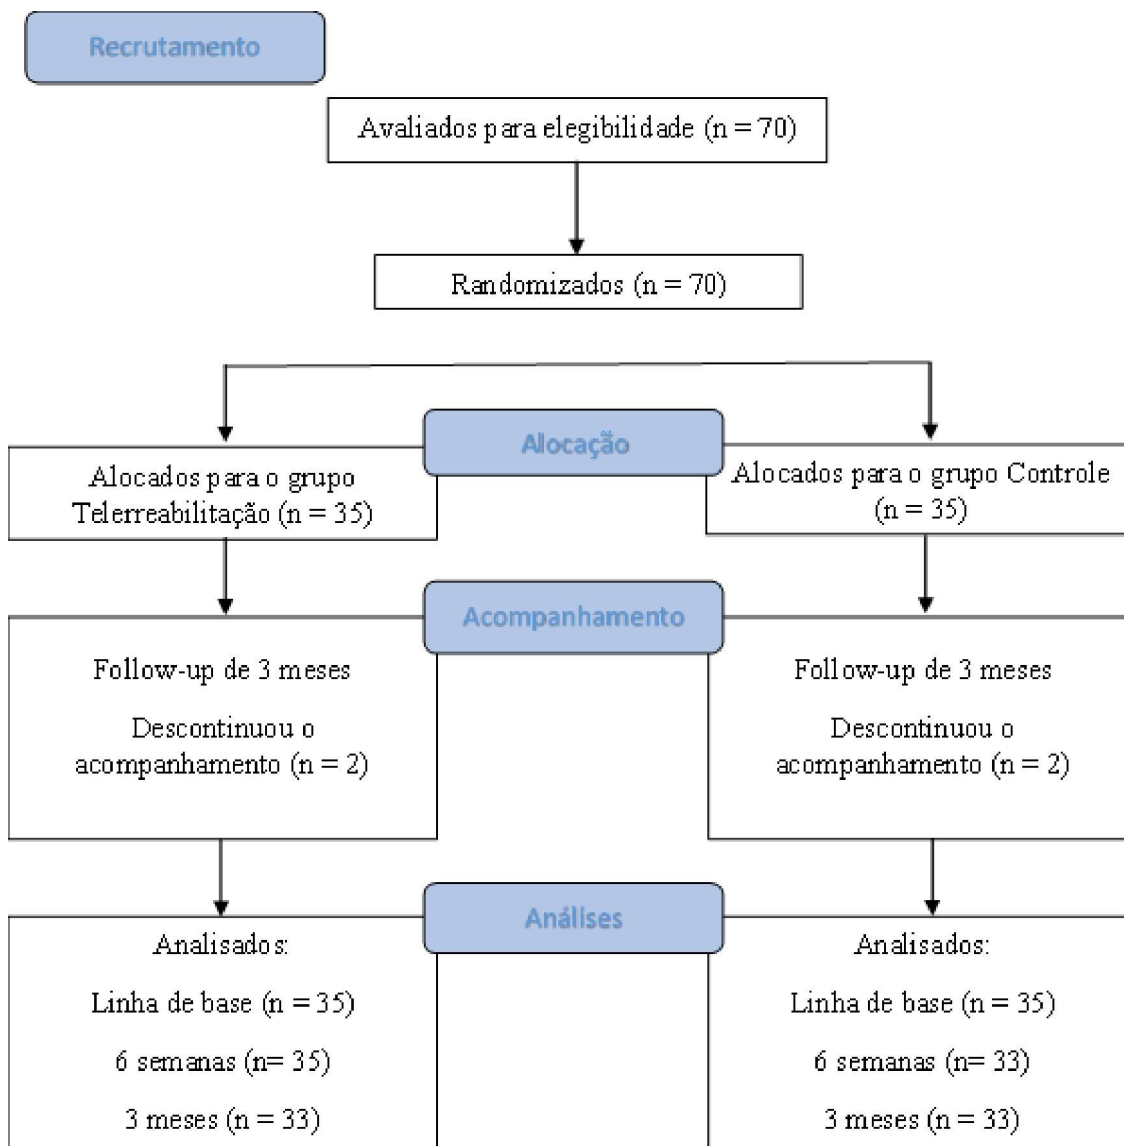 Recrutamento
Avaliados para elegibilidade (n = 70)
Randomizados (n = 70)
Alocação
Alocados para o grupo
Telerreabilitação (n = 35)
Alocados para o grupo Controle
(n = 35)
Acompanhamento
Follow-up de 3 meses
Descontinuou o
acompanhamento (n = 2)
Follow-up de 3 meses
Descontinuou o
acompanhamento (n = 2)
Análises
Analisados:
Linha de base (n = 35)
6 semanas (n= 35)
3 meses (n = 33)
Analisados:
Linha de base (n = 35)
6 semanas (n= 33)
3 meses (n = 33)